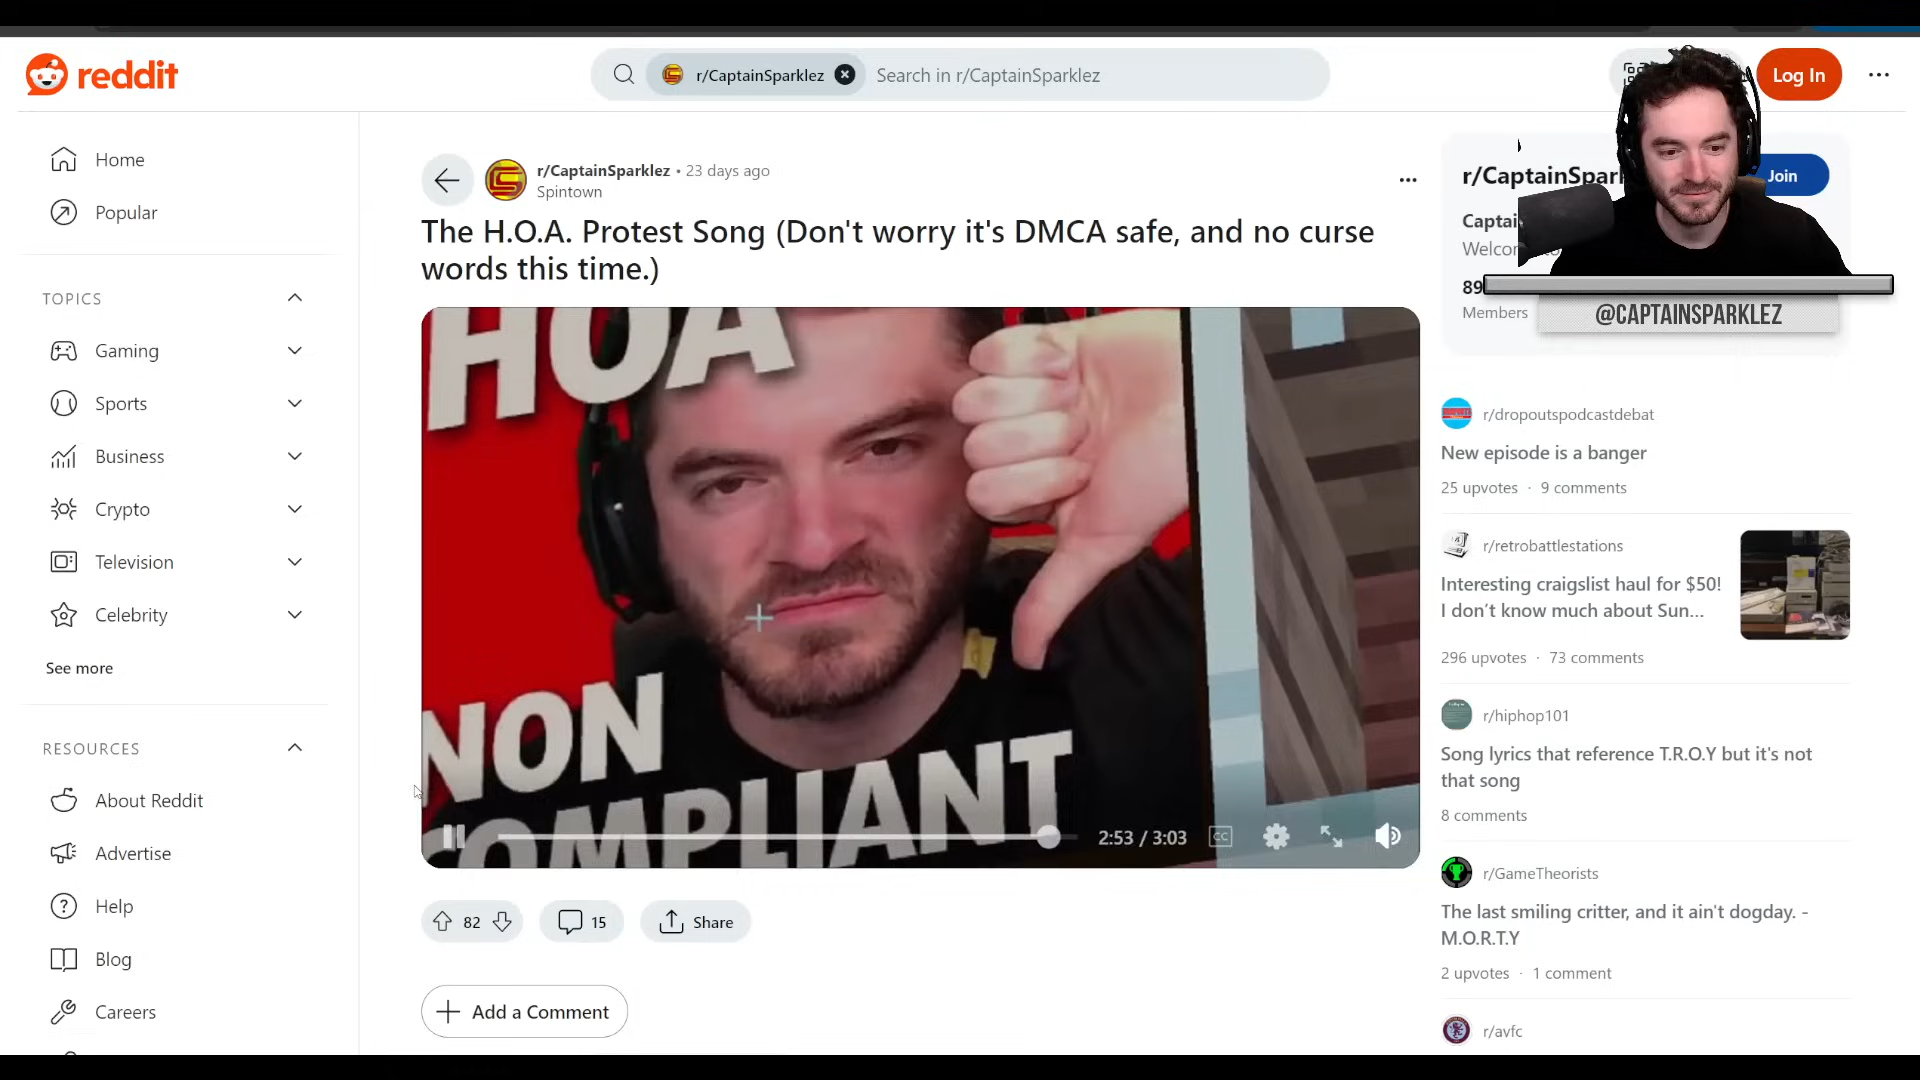 reddit
r/CaptainSparklez
Search in r/CaptainSparklez
Log In
Home
Popular
TOPICS
Gaming
Sports
Business
Crypto
Television
Celebrity
See more
RESOURCES
About Reddit
Advertise
Help
Blog
Careers
r/CaptainSparklez • 23 days ago
Spintown
The H.O.A. Protest Song (Don't worry it's DMCA safe, and no curse
words this time.)
HOA
NON
COMPLIANT
2:53 / 3:03
CC
82
15
Share
Add a Comment
r/CaptainSpar
Join
Captai
Welco
89
Members
@CAPTAINSPARKLEZ
r/dropoutspodcastdebat
New episode is a banger
25 upvotes · 9 comments
r/retrobattlestations
Interesting craigslist haul for $50!
I don’t know much about Sun...
296 upvotes · 73 comments
r/hiphop101
Song lyrics that reference T.R.O.Y but it's not
that song
8 comments
r/GameTheorists
The last smiling critter, and it ain't dogday. -
M.O.R.T.Y
2 upvotes · 1 comment
r/avfc